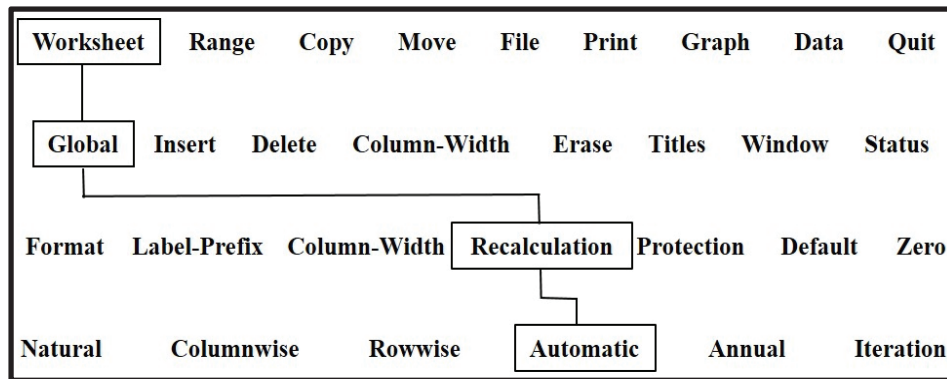 Worksheet Range Copy Move File Print Graph Data Quit
Global Insert Delete Column-Width Erase Titles Window Status
Format Label-Prefix Column-Width Recalculation Protection Default Zero
Natural Columnwise Rowwise Automatic Annual Iteration